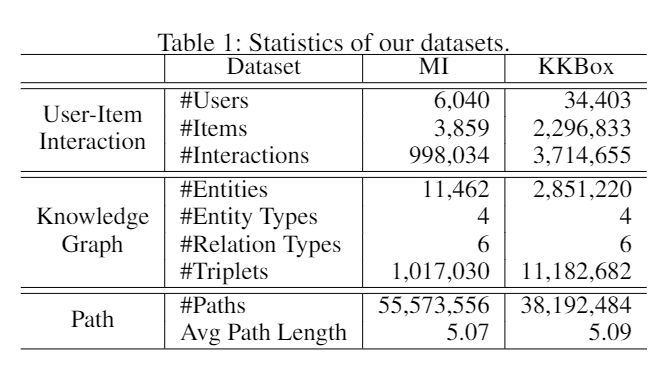 Table 1: Statistics of our datasets.
Dataset MI KKBox
User-Item Interaction
#Users 6,040 34,403
#Items 3,859 2,296,833
#Interactions 998,034 3,714,655
Knowledge Graph
#Entities 11,462 2,851,220
#Entity Types 4 4
#Relation Types 6 6
#Triplets 1,017,030 11,182,682
Path
#Paths 55,573,556 38,192,484
Avg Path Length 5.07 5.09